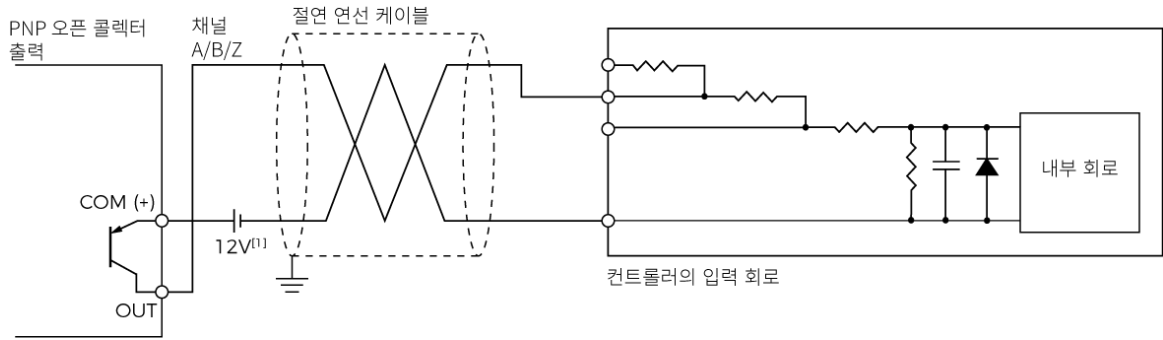 PNP 오픈 콜렉터
출력
채널
A/B/Z
절연 연선 케이블
COM (+)
12V[1]
OUT
내부 회로
컨트롤러의 입력 회로